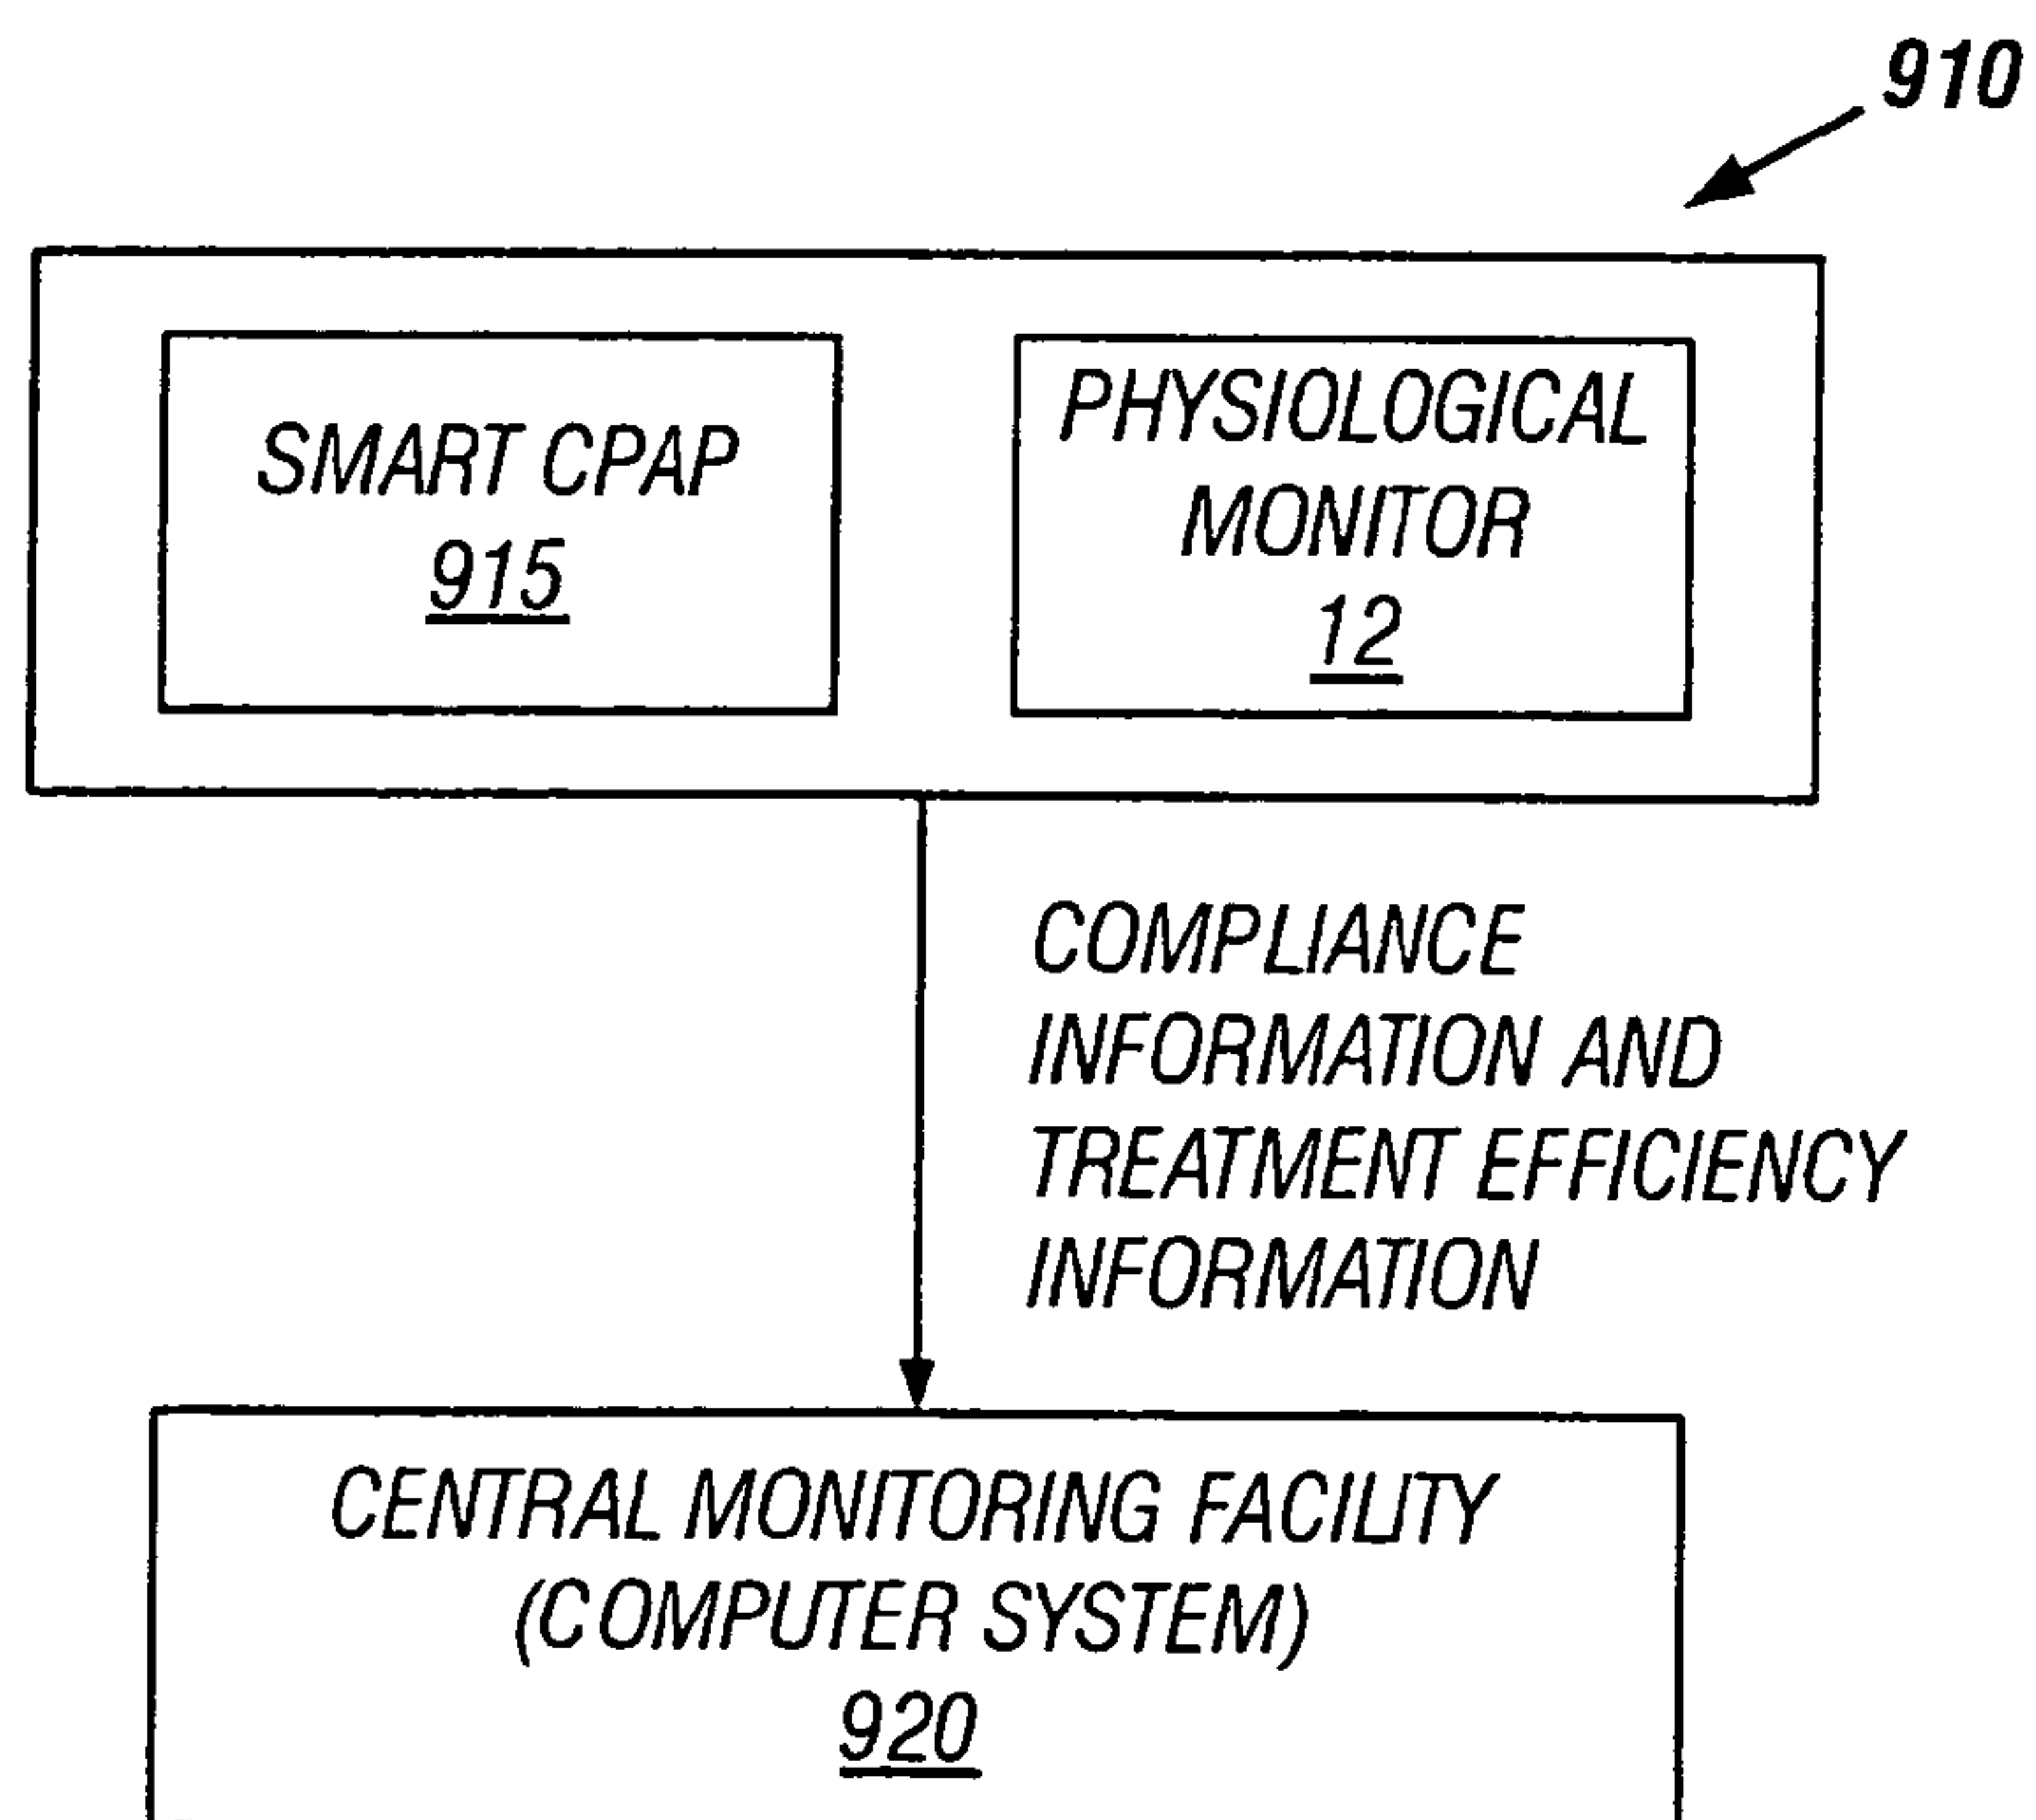 910
SMART CPAP
915
PHYSIOLOGICAL
MONITOR
12
COMPLIANCE
INFORMATION AND
TREATMENT EFFICIENCY
INFORMATION
CENTRAL MONITORING FACILITY
(COMPUTER SYSTEM)
920